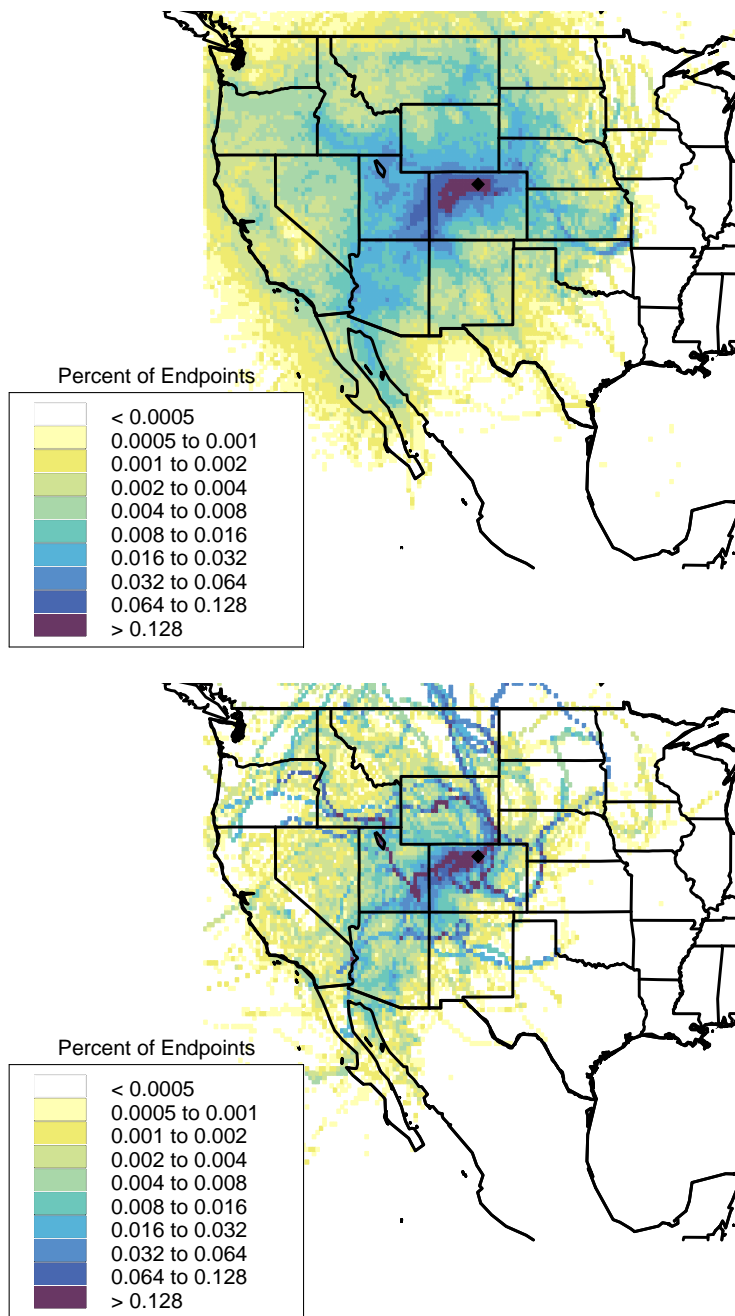 Percent of Endpoints
< 0.0005
0.0005 to 0.001
0.001 to 0.002
0.002 to 0.004
0.004 to 0.008
0.008 to 0.016
0.016 to 0.032
0.032 to 0.064
0.064 to 0.128
> 0.128
Percent of Endpoints
< 0.0005
0.0005 to 0.001
0.001 to 0.002
0.002 to 0.004
0.004 to 0.008
0.008 to 0.016
0.016 to 0.032
0.032 to 0.064
0.064 to 0.128
> 0.128